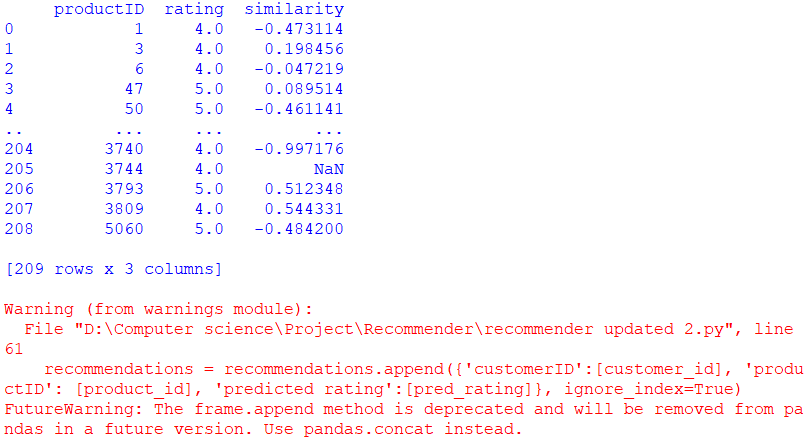 productID  rating  similarity
0            1     4.0   -0.473114
1            3     4.0    0.198456
2            6     4.0   -0.047219
3           47     5.0    0.089514
4           50     5.0   -0.461141
..         ...     ...         ...
204       3740     4.0   -0.997176
205       3744     4.0         NaN
206       3793     5.0    0.512348
207       3809     4.0    0.544331
208       5060     5.0   -0.484200

[209 rows x 3 columns]

Warning (from warnings module):
  File "D:\Computer science\Project\Recommender\recommender updated 2.py", line
61
    recommendations = recommendations.append({'customerID':[customer_id], 'produ
ctID': [product_id], 'predicted rating':[pred_rating]}, ignore_index=True)
FutureWarning: The frame.append method is deprecated and will be removed from pa
ndas in a future version. Use pandas.concat instead.